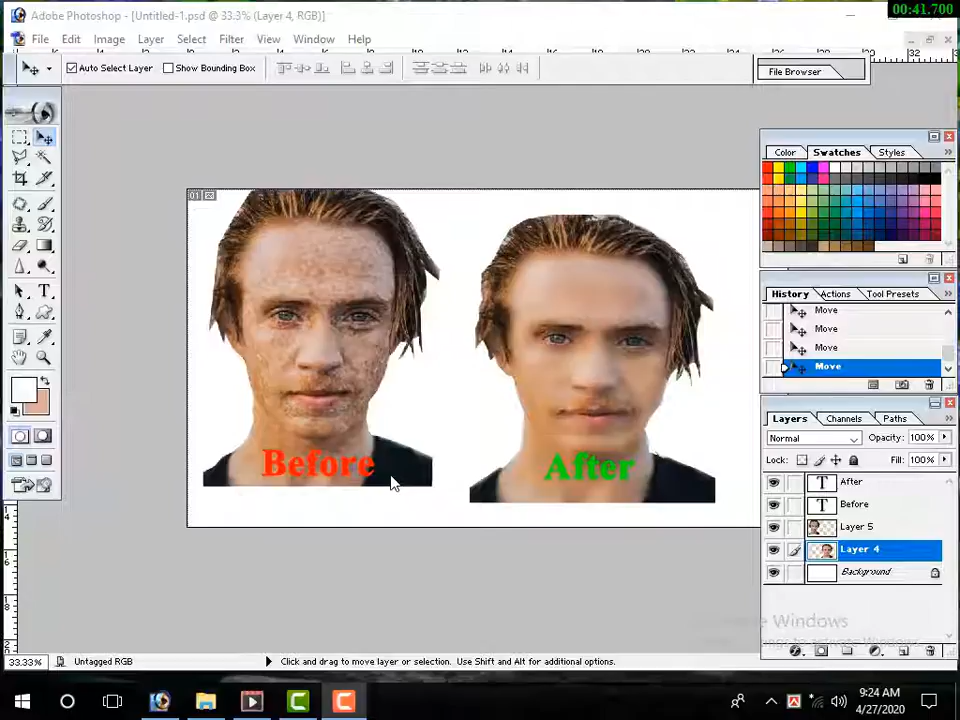 00:41.700
Adobe Photoshop - [Untitled-1.psd @ 33.3% (Layer 4, RGB)]
File Edit Image Layer Select Filter View Window Help
Auto Select Layer Show Bounding Box
File Browser
Color Swatches Styles
01
History Actions Tool Presets
Move
Move
Move
Move
Layers Channels Paths
Normal Opacity: 100%
Lock: Fill: 100%
After
Before
Layer 5
Layer 4
Background
Before After
33.33% Untagged RGB Click and drag to move layer or selection. Use Shift and Alt for additional options.
9:24 AM
4/27/2020